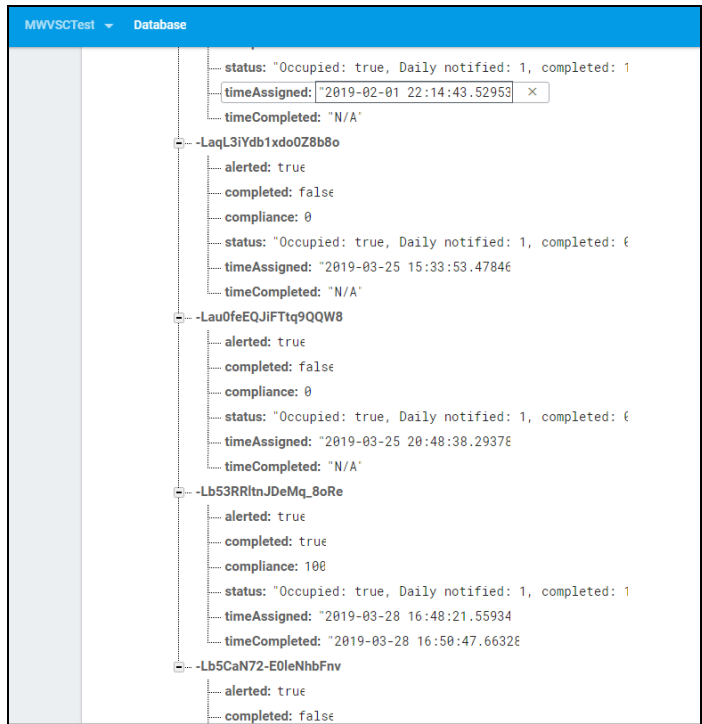 MWVSCTest Database
status: "Occupied: true, Daily notified: 1, completed: 1
timeAssigned: "2019-02-01 22:14:43.52953 ×
timeCompleted: "N/A"
-LaqL3iYdb1xdo0Z8b8o
alerted: true
completed: false
compliance: 0
status: "Occupied: true, Daily notified: 1, completed: 0
timeAssigned: "2019-03-25 15:33:53.47846
timeCompleted: "N/A"
-Lau0feEQJiFTtq9QQW8
alerted: true
completed: false
compliance: 0
status: "Occupied: true, Daily notified: 1, completed: 0
timeAssigned: "2019-03-25 20:48:38.29378
timeCompleted: "N/A"
-Lb53RRltnJDeMq_8oRe
alerted: true
completed: true
compliance: 100
status: "Occupied: true, Daily notified: 1, completed: 1
timeAssigned: "2019-03-28 16:48:21.55934
timeCompleted: "2019-03-28 16:50:47.66328
-Lb5CaN72-E0leNhbFnv
alerted: true
completed: false